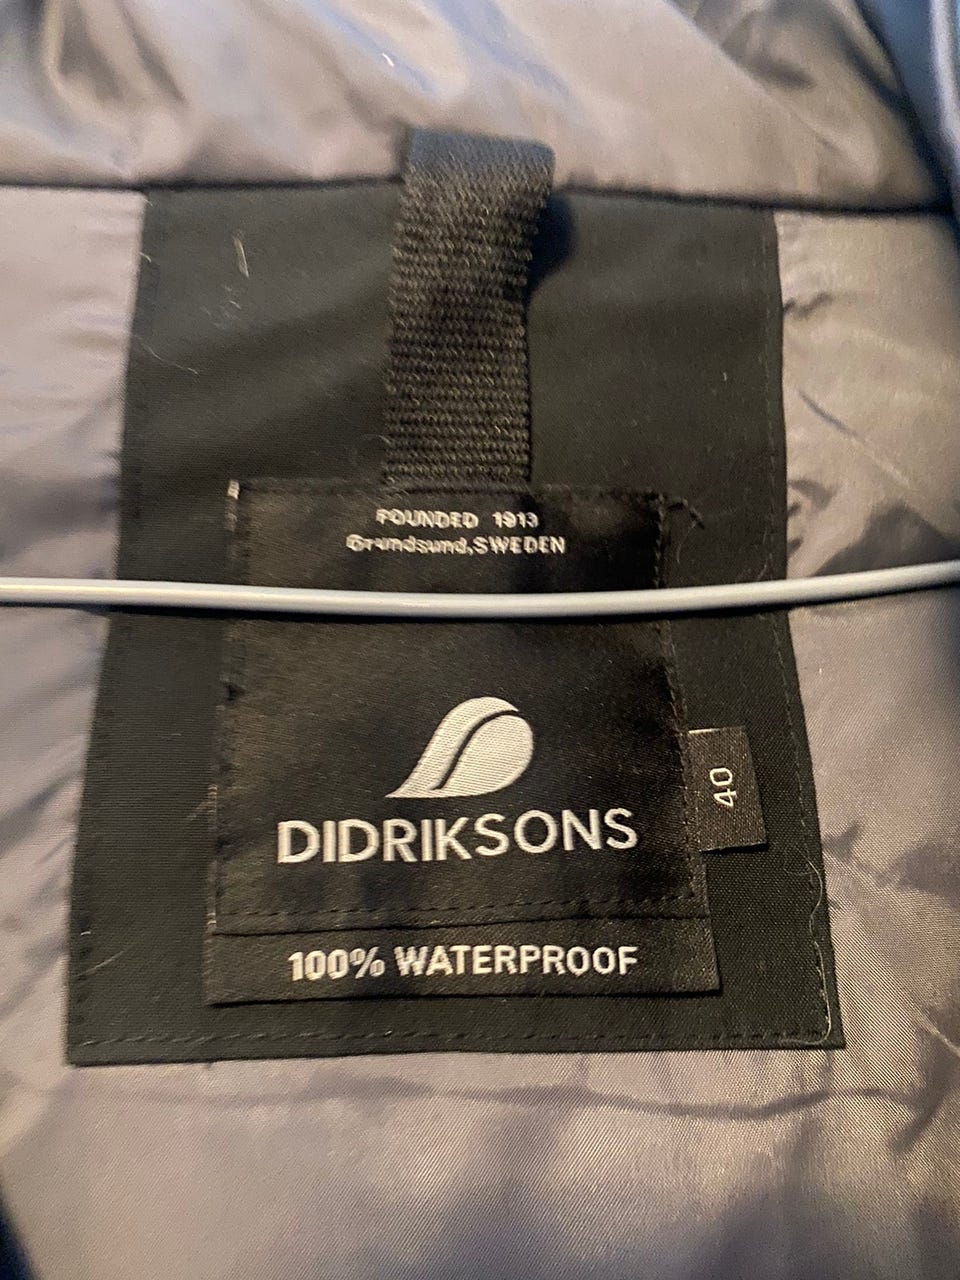 FOUNDED 1913
Grundsund,SWEDEN
DIDRIKSONS
40
100% WATERPROOF